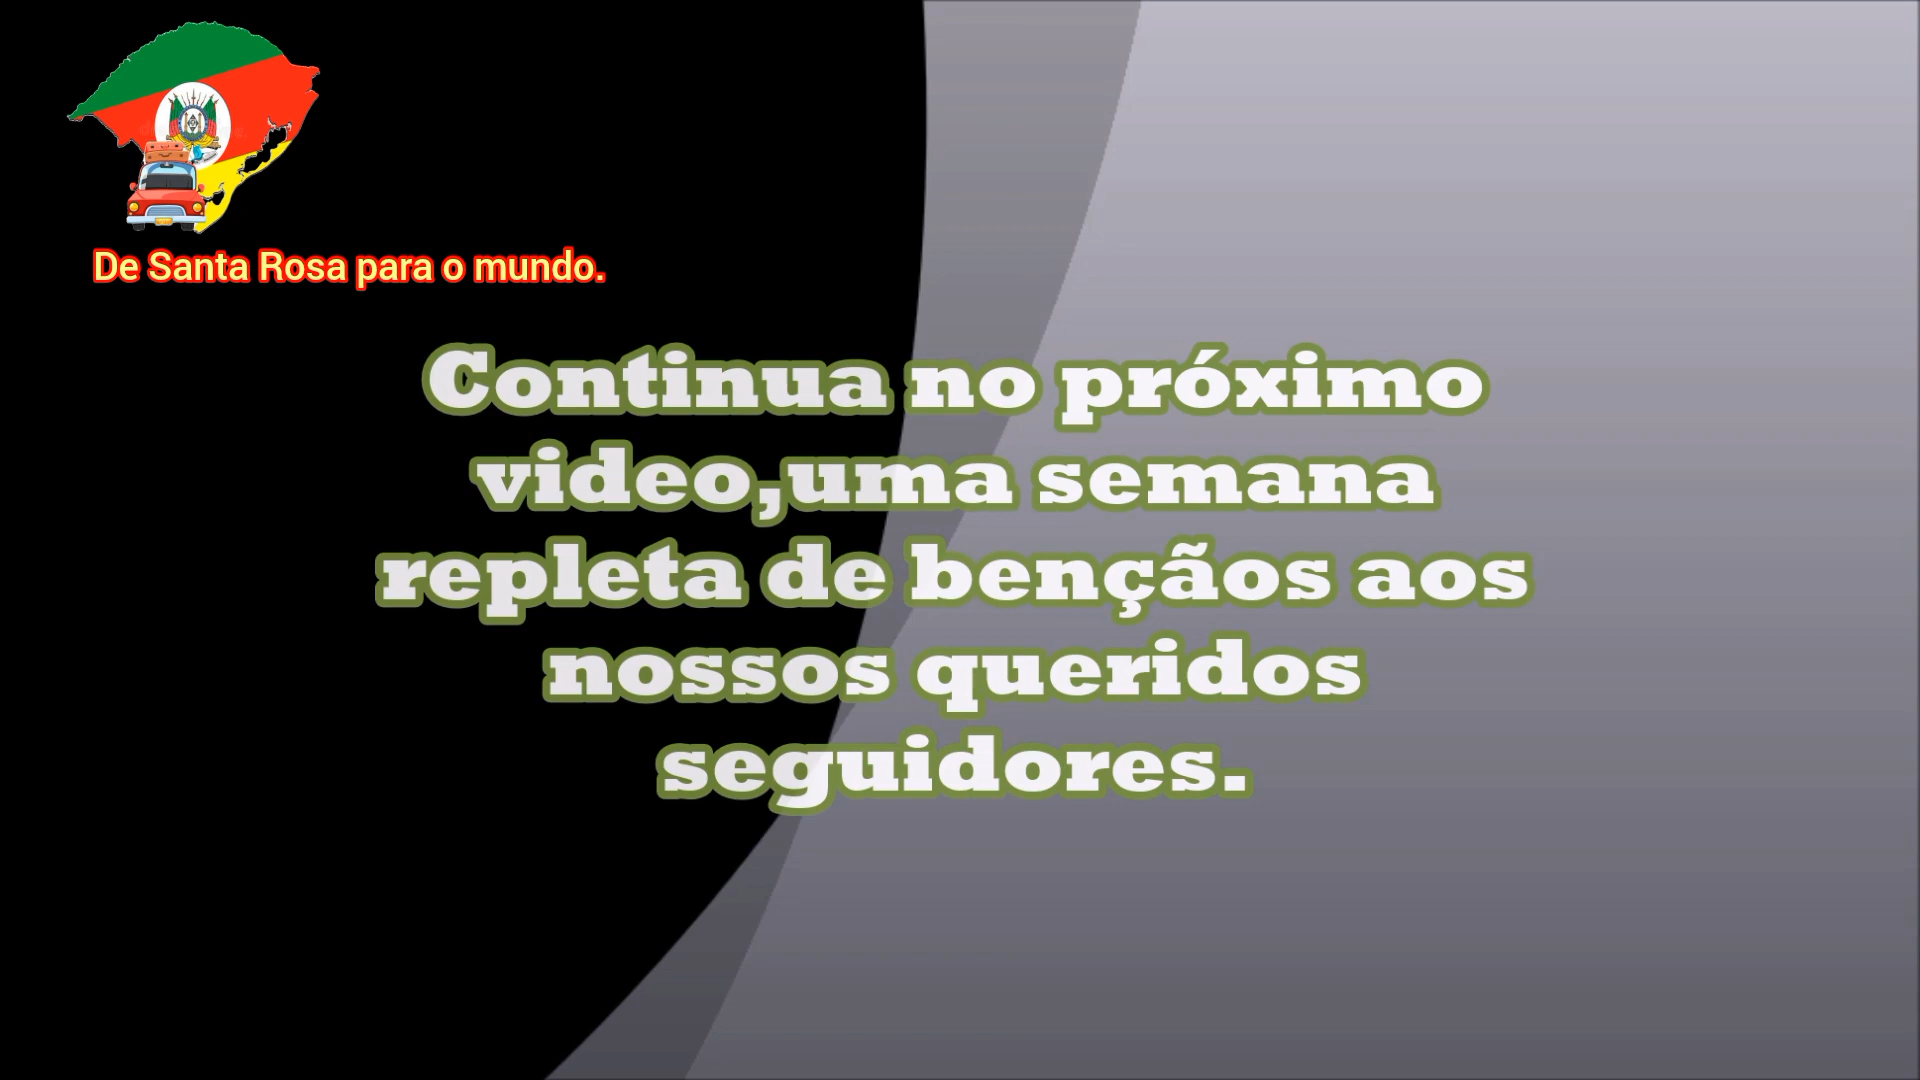 De Santa Rosa para o mundo.
Continua no próximo
video,uma semana
repleta de bençãos aos
nossos queridos
seguidores.